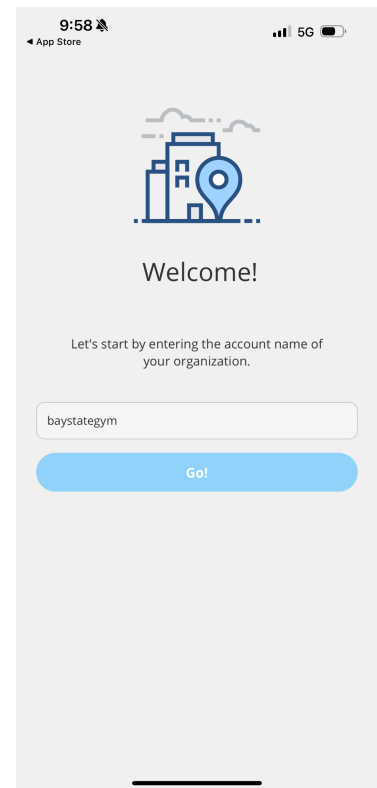 9:58
5G
◀ App Store
Welcome!
Let's start by entering the account name of
your organization.
baystategym
Go!